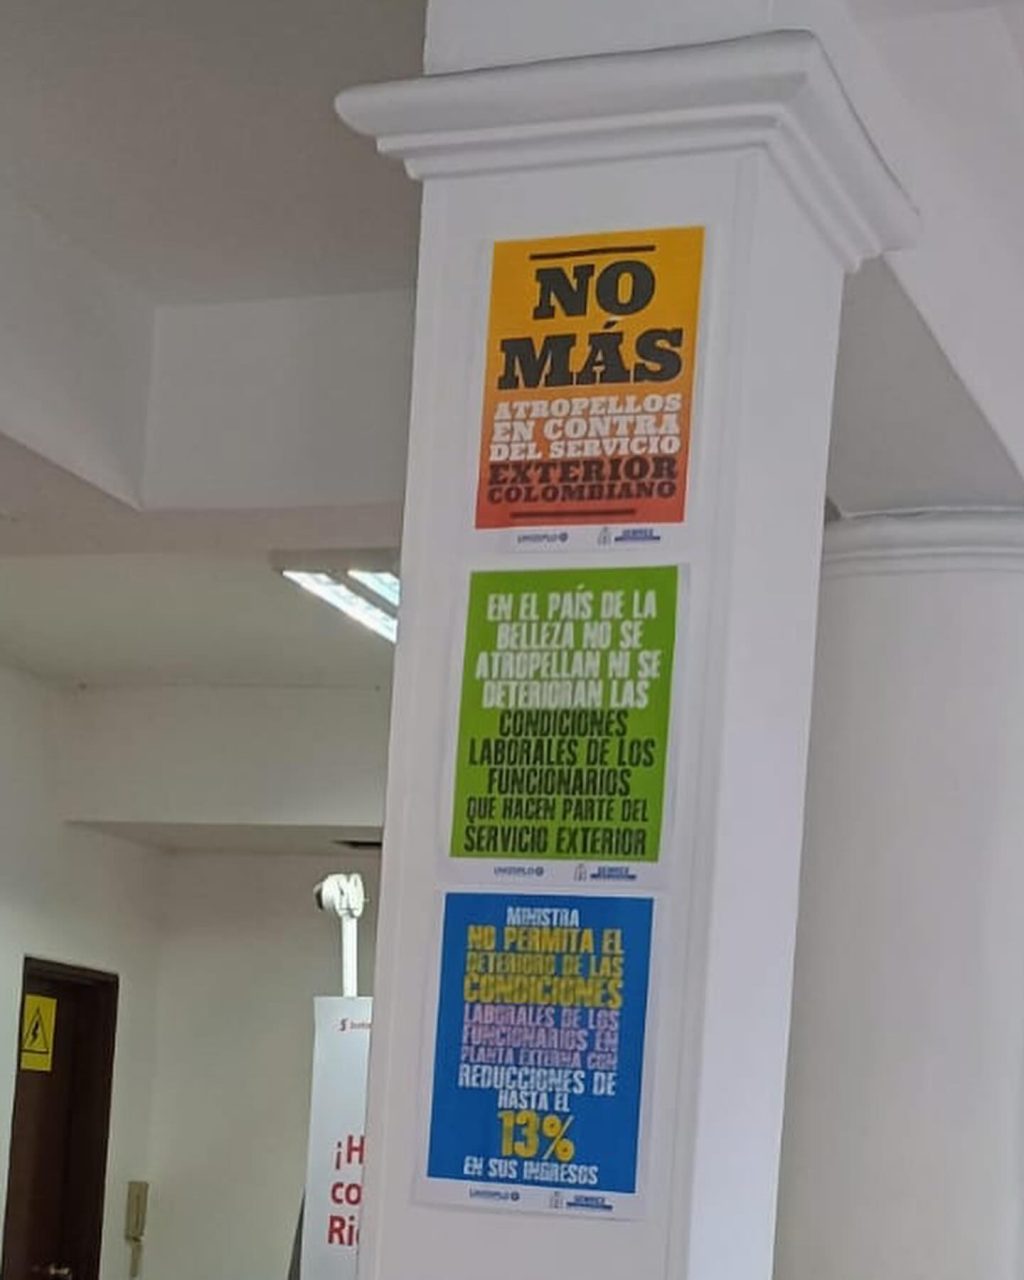 NO
MÁS
ATROPELLOS
EN CONTRA
DEL SERVICIO
EXTERIOR
COLOMBIANO
EN EL PAÍS DE LA
BELLEZA NO SE
ATROPELLAN NI SE
DETERIORAN LAS
CONDICIONES
LABORALES DE LOS
FUNCIONARIOS
QUE HACEN PARTE DEL
SERVICIO EXTERIOR
MINISTRA
NO PERMITA EL
DETERIORO DE LAS
CONDICIONES
LABORALES DE LOS
FUNCIONARIOS EN
PLANTA EXTERNA CON
REDUCCIONES DE
HASTA EL
13%
EN SUS INGRESOS
¡H
co
Ri